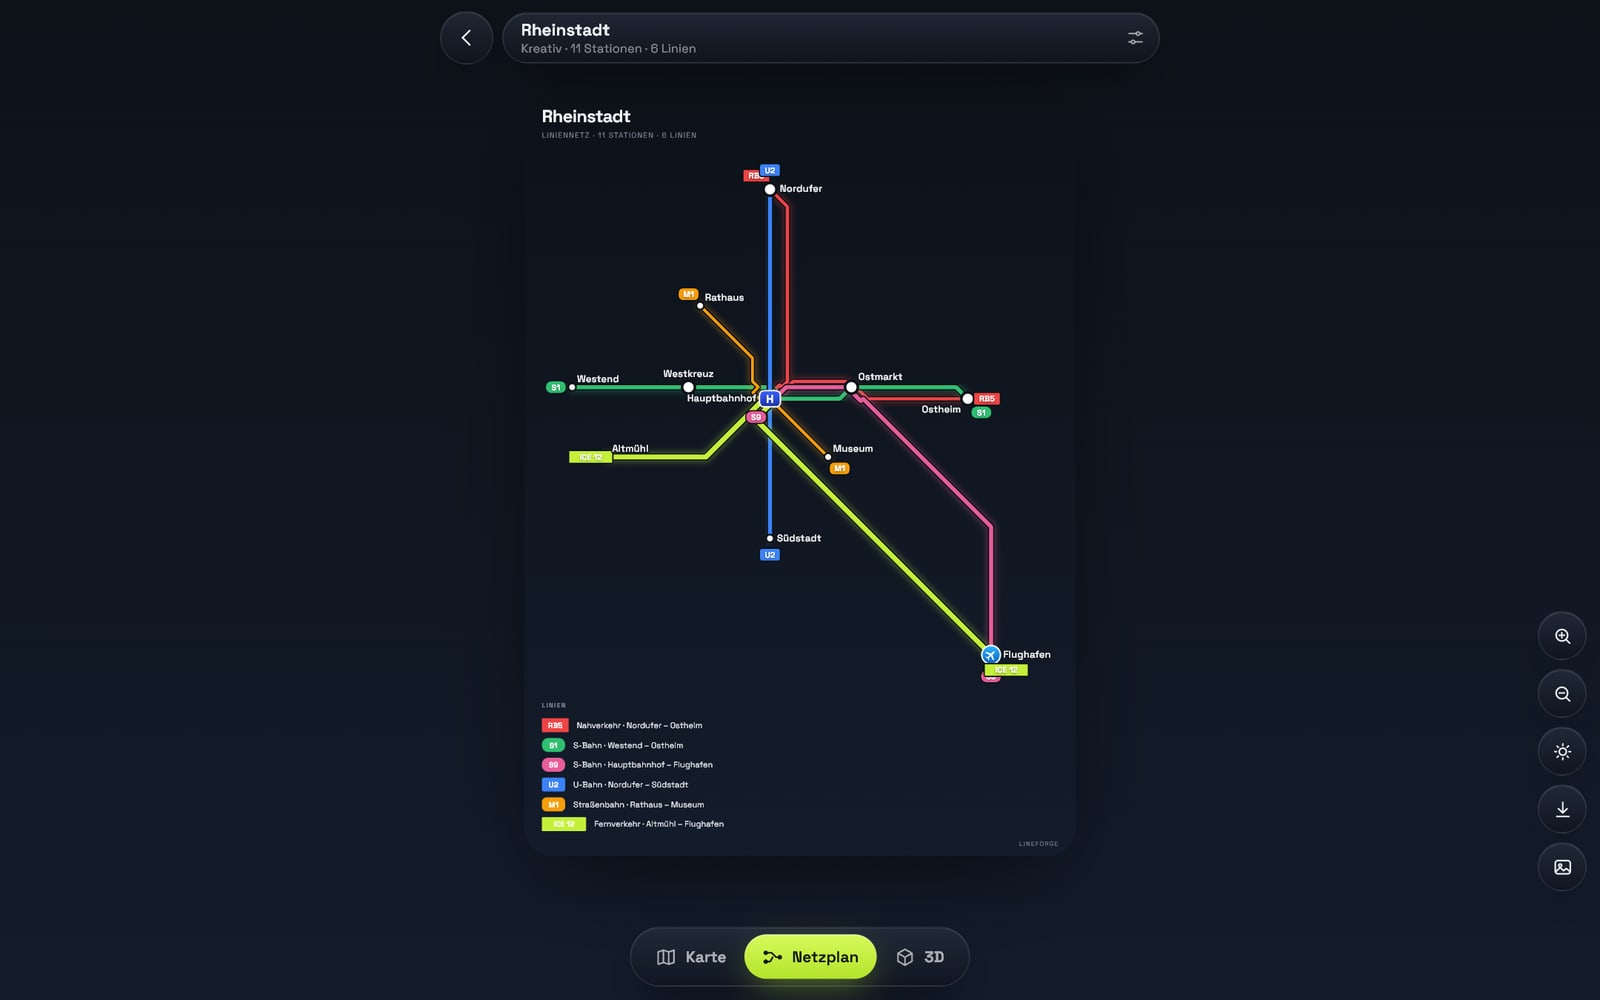 Rheinstadt
Kreativ · 11 Stationen · 6 Linien
Rheinstadt
LINIENNETZ · 11 STATIONEN · 6 LINIEN
U2
Nordufer
M1
Rathaus
S1
Westend
Westkreuz
Ostmarkt
Hauptbahnhof
H
RB5
Ostheim
S1
S9
Altmühl
ICE 12
Museum
M1
Südstadt
U2
Flughafen
ICE 12
LINIEN
RB5 Nahverkehr · Nordufer – Ostheim
S1 S-Bahn · Westend – Ostheim
S9 S-Bahn · Hauptbahnhof – Flughafen
U2 U-Bahn · Nordufer – Südstadt
M1 Straßenbahn · Rathaus – Museum
ICE 12 Fernverkehr · Altmühl – Flughafen
LINEFORGE
Karte
Netzplan
3D